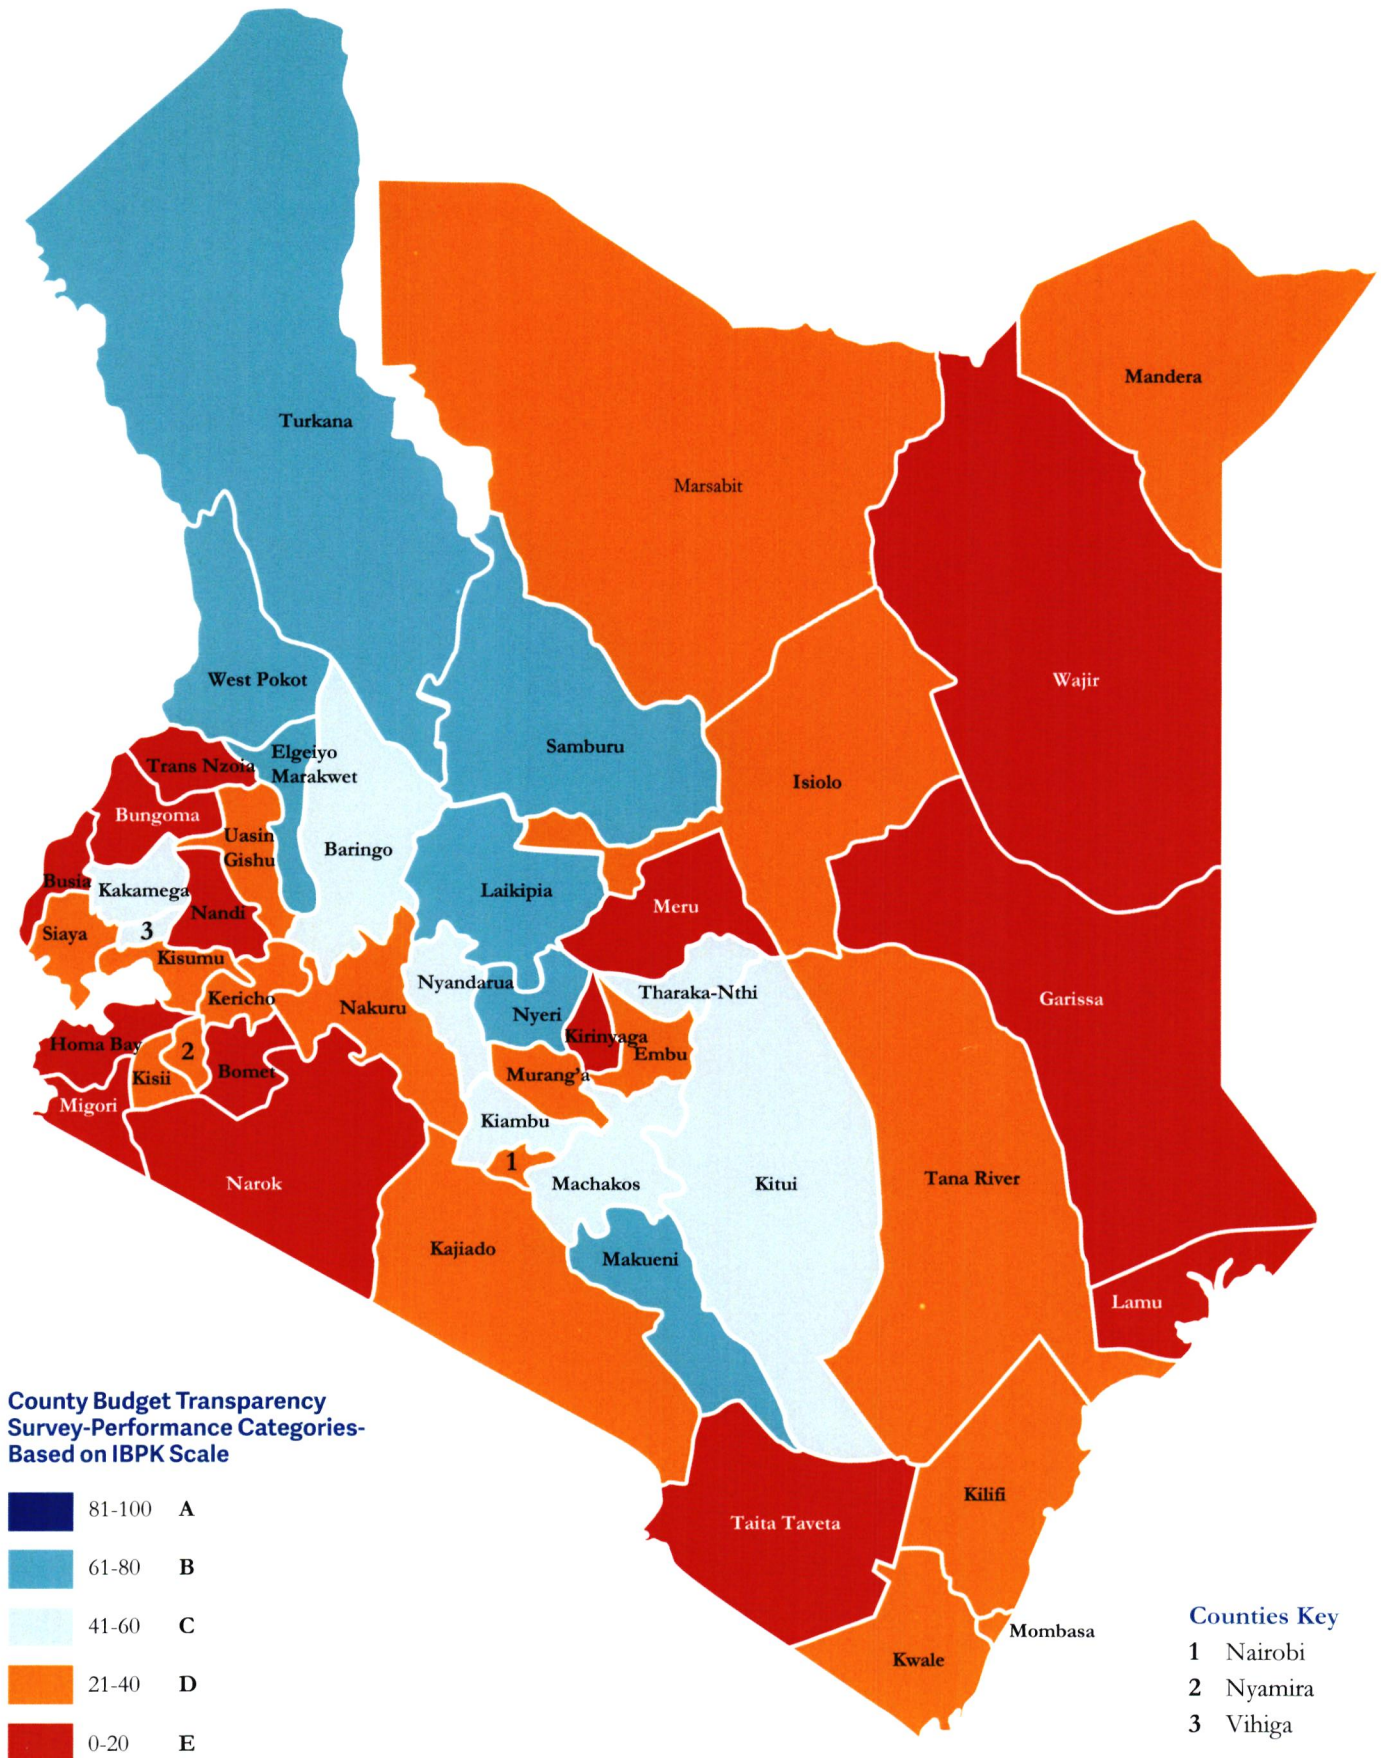 Mandera
Turkana
Marsabit
West Pokot
Wajir
Samburu
Elgeiyo
Marakwet
Trans Nzoia
Isiolo
Bungoma
Uasin
Gishu
Baringo
Busia
Kakamega
Laikipia
Meru
Nandi
Siaya
3
Kisumu
Nyandarua
Tharaka-Nthi
Kericho
Nakuru
Garissa
Nyeri
Kirinyaga
Homa Bay
2
Embu
Kisii
Bomet
Murang'a
Migori
Kiambu
1
Narok
Machakos
Kitui
Tana River
Kajiado
Makueni
Lamu
County Budget Transparency
Survey-Performance Categories-
Based on IBPK Scale
Kilifi
81-100 A
Taita Taveta
61-80 B
41-60 C
Mombasa
Kwale
21-40 D
0-20 E
Counties Key
1 Nairobi
2 Nyamira
3 Vihiga